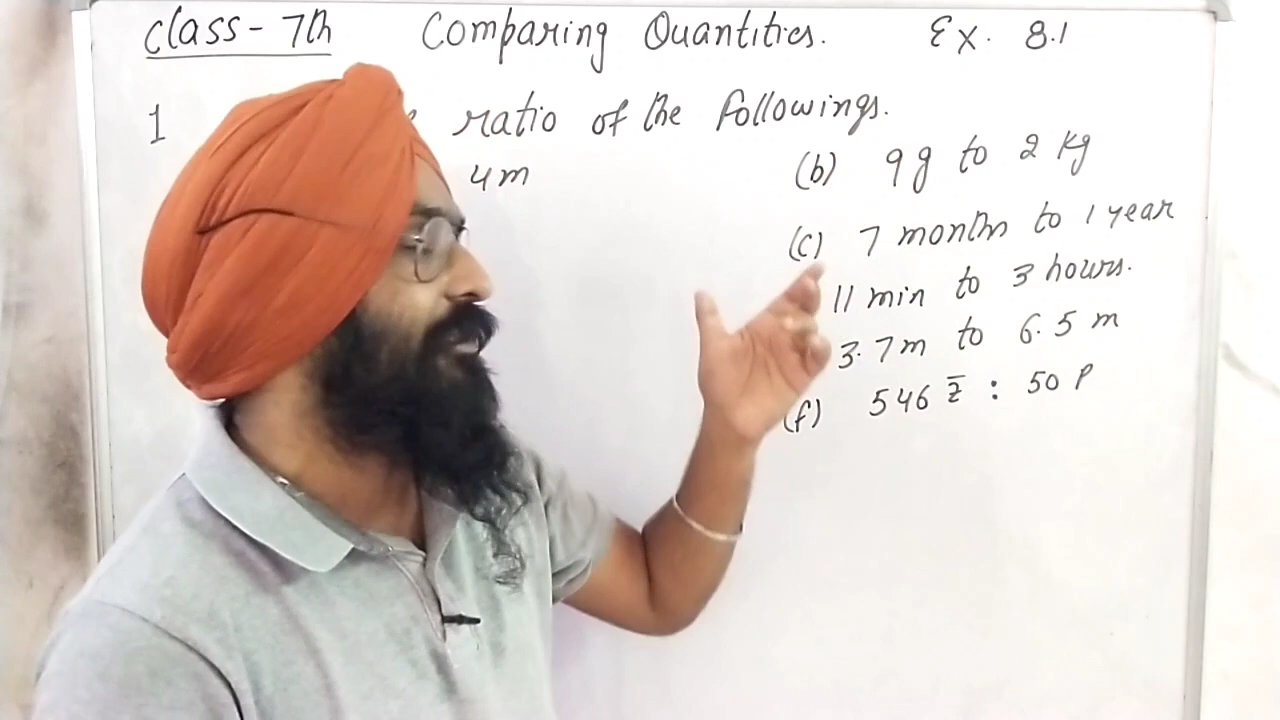 class - 7th Comparing Quantities. Ex. 8.1
1 ratio of the followings.
4m
(b) 9g to 2 kg
(c) 7 months to 1 year
11 min to 3 hours.
3.7m to 6.5 m
(f) 546 : 50 P